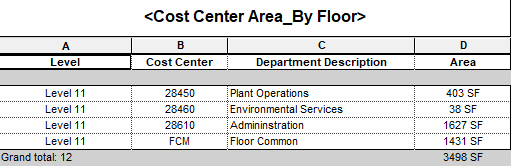 <Cost Center Area_By Floor>
A B C D
Level Cost Center Department Description Area
Level 11 28450 Plant Operations 403 SF
Level 11 28460 Environmental Services 38 SF
Level 11 28610 Admininstration 1627 SF
Level 11 FCM Floor Common 1431 SF
Grand total: 12 3498 SF